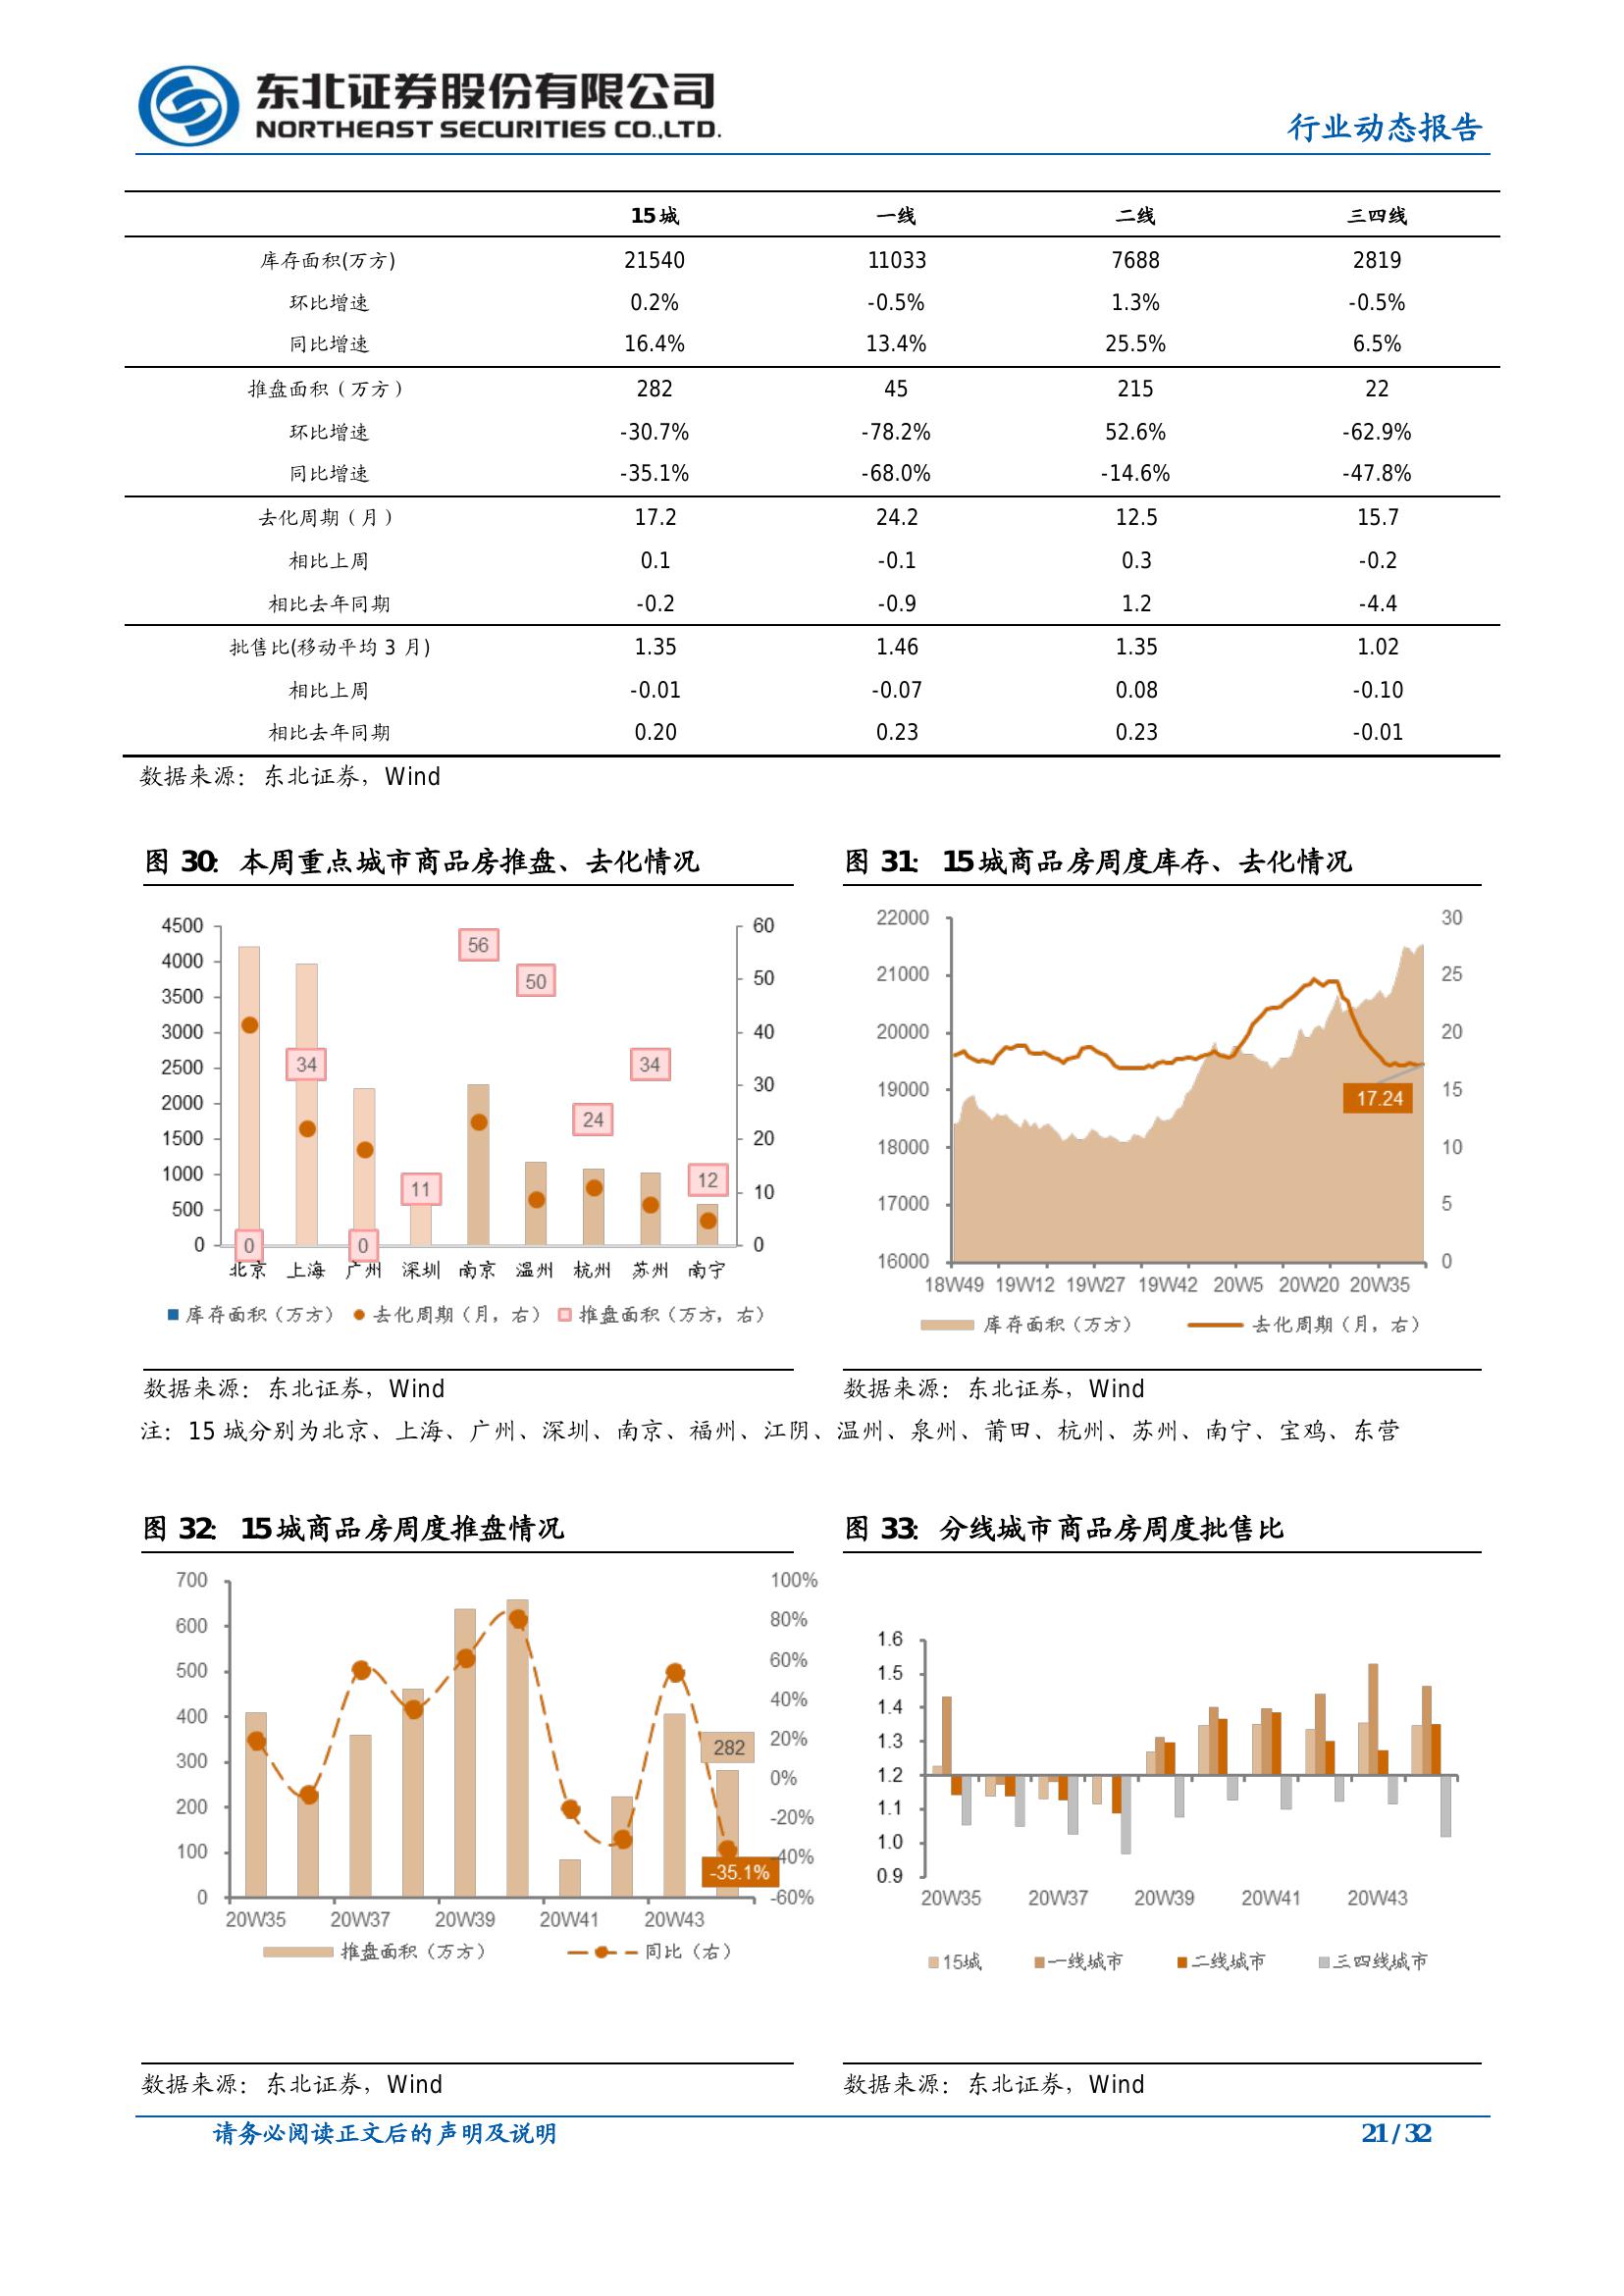 东北证券股份有限公司
NORTHEAST SECURITIES CO.,LTD.
行业动态报告
15城 一线 二线 三四线
库存面积(万方) 21540 11033 7688 2819
环比增速 0.2% -0.5% 1.3% -0.5%
同比增速 16.4% 13.4% 25.5% 6.5%
推盘面积（万方） 282 45 215 22
环比增速 -30.7% -78.2% 52.6% -62.9%
同比增速 -35.1% -68.0% -14.6% -47.8%
去化周期（月） 17.2 24.2 12.5 15.7
相比上周 0.1 -0.1 0.3 -0.2
相比去年同期 -0.2 -0.9 1.2 -4.4
批售比(移动平均 3 月) 1.35 1.46 1.35 1.02
相比上周 -0.01 -0.07 0.08 -0.10
相比去年同期 0.20 0.23 0.23 -0.01
数据来源：东北证券，Wind
图 30：本周重点城市商品房推盘、去化情况
4500
4000
3500
3000
2500
2000
1500
1000
500
0
60
50
40
30
20
10
0
0
34
0
11
56
50
24
34
12
北京 上海 广州 深圳 南京 温州 杭州 苏州 南宁
库存面积（万方） 去化周期（月，右） 推盘面积（万方，右）
数据来源：东北证券，Wind
图 31：15城商品房周度库存、去化情况
22000
21000
20000
19000
18000
17000
16000
30
25
20
15
10
5
0
17.24
18W49 19W12 19W27 19W42 20W5 20W20 20W35
库存面积（万方） 去化周期（月，右）
数据来源：东北证券，Wind
注：15 城分别为北京、上海、广州、深圳、南京、福州、江阴、温州、泉州、莆田、杭州、苏州、南宁、宝鸡、东营
图 32：15城商品房周度推盘情况
700
600
500
400
300
200
100
0
100%
80%
60%
40%
20%
0%
-20%
-40%
-60%
282
-35.1%
20W35 20W37 20W39 20W41 20W43
推盘面积（万方） 同比（右）
数据来源：东北证券，Wind
图 33：分线城市商品房周度批售比
1.6
1.5
1.4
1.3
1.2
1.1
1.0
0.9
20W35 20W37 20W39 20W41 20W43
15城 一线城市 二线城市 三四线城市
数据来源：东北证券，Wind
请务必阅读正文后的声明及说明
21 / 32